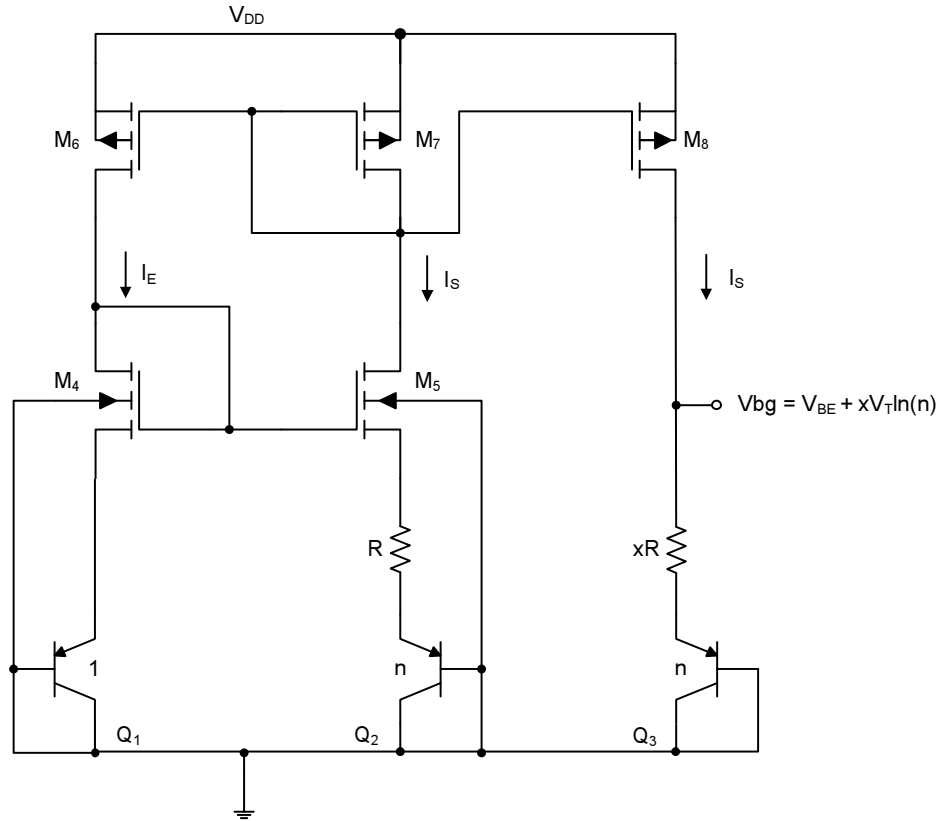 VDD
M6
M7
M8
IE
IS
IS
M4
M5
Vbg = VBE + xVTln(n)
R
xR
1
n
n
Q1
Q2
Q3